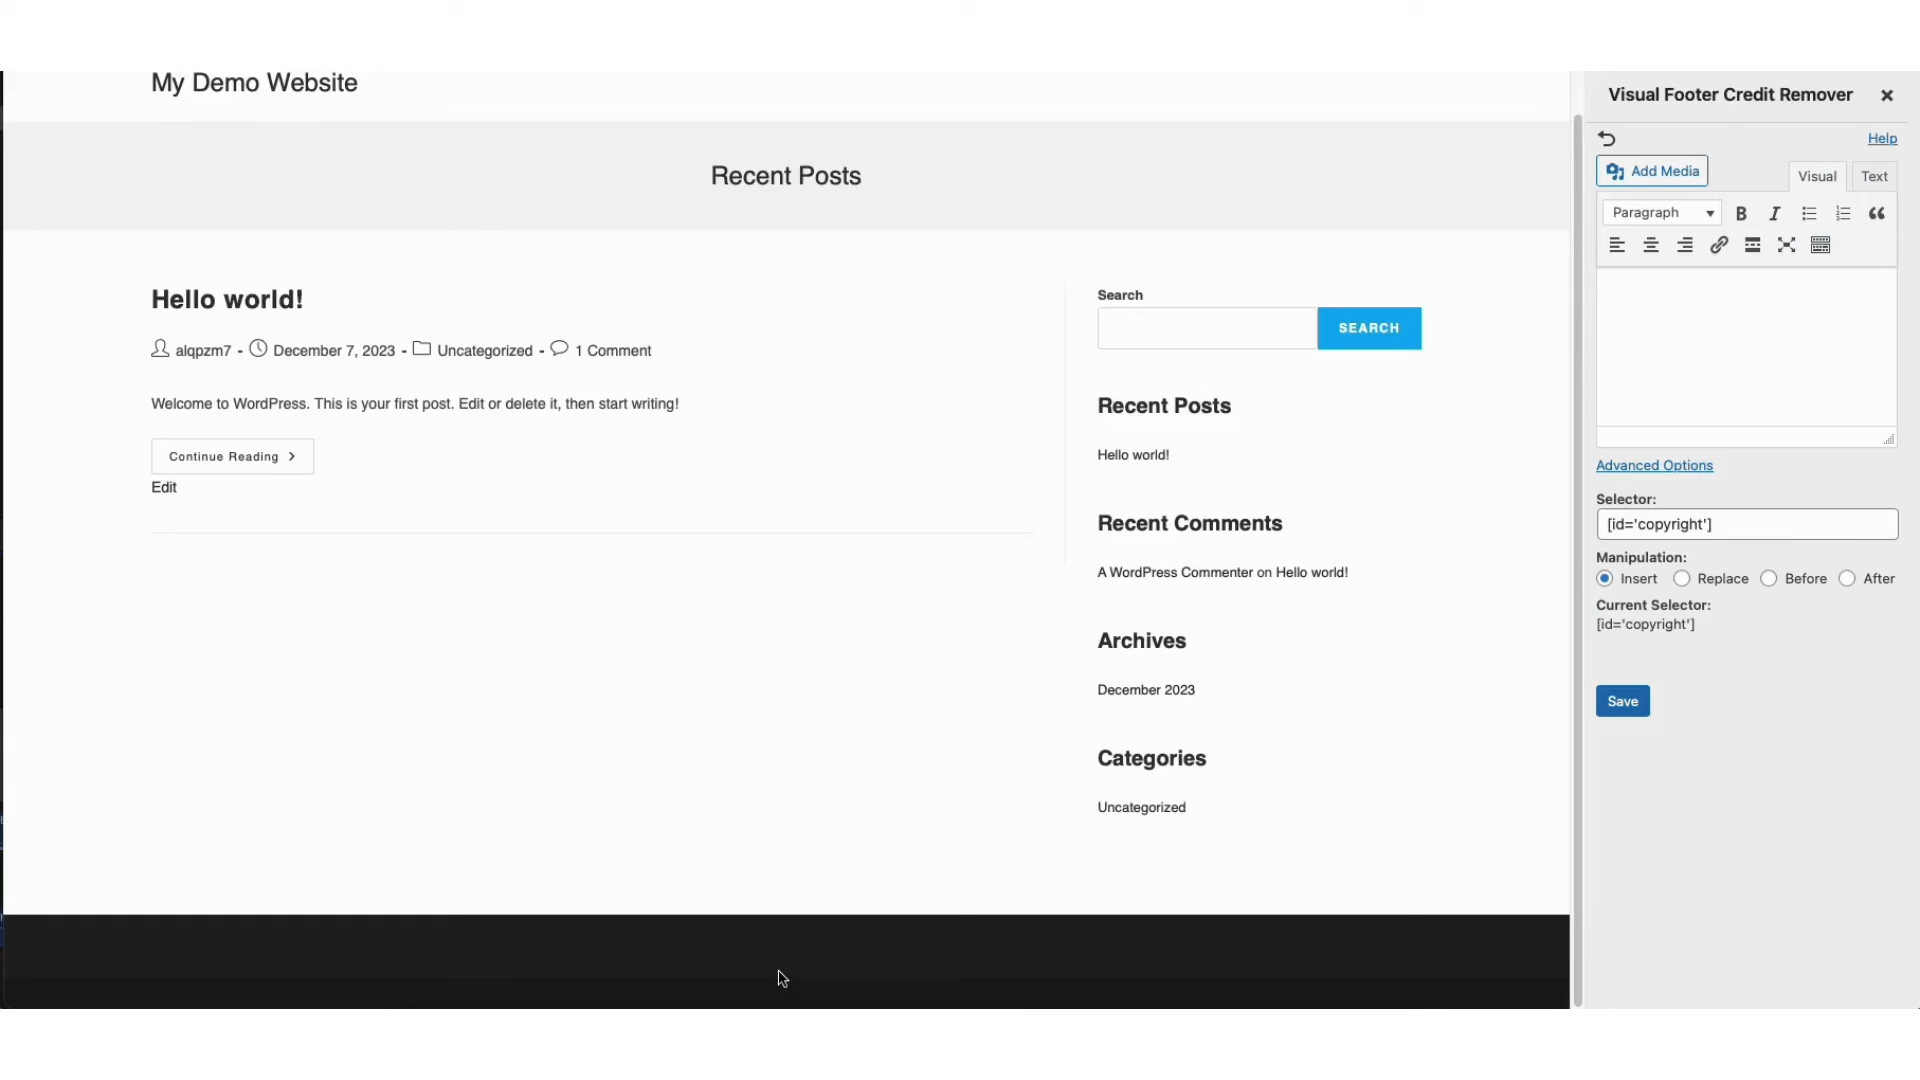 My Demo Website
Recent Posts
Hello world!
alqpzm7 - December 7, 2023 - Uncategorized - 1 Comment
Welcome to WordPress. This is your first post. Edit or delete it, then start writing!
Continue Reading
Edit
Search
SEARCH
Recent Posts
Hello world!
Recent Comments
A WordPress Commenter on Hello world!
Archives
December 2023
Categories
Uncategorized
Visual Footer Credit Remover
Help
Add Media
Visual Text
Paragraph
Advanced Options
Selector:
[id='copyright']
Manipulation:
Insert Replace Before After
Current Selector:
[id='copyright']
Save